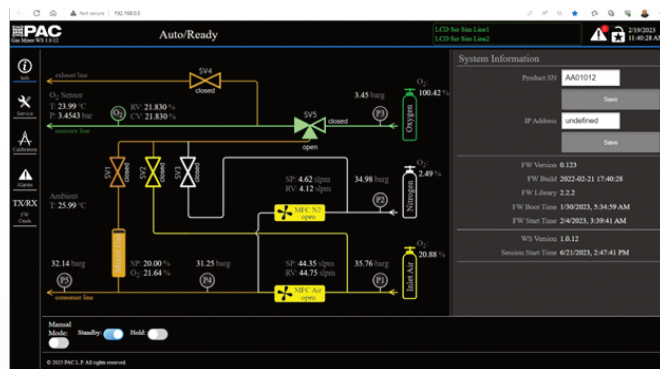 Not secure | 192.168.0.5
PAC
Gas Mixer WS 1.0.12
Auto/Ready
LCD Ser Sim Line1
LCD Ser Sim Line2
2/19/2023
11:40:28 AM
Info
Service
Calibration
Alarms
TX/RX
FW
Cmds
exhaust line
SV4
closed
O2 Sensor
T: 23.99 °C
P: 3.4543 bar
O2
RV: 21.830 %
CV: 21.830 %
measure line
SV5
closed
open
3.45 barg
P3
O2:
100.42 %
Oxygen
SV1
closed
SV2
closed
SV3
closed
Ambient
T: 25.99 °C
SP: 4.62 slpm
RV: 4.12 slpm
MFC N2
open
34.98 barg
P2
O2:
2.49 %
Nitrogen
32.14 barg
P5
SP: 20.00 %
O2: 21.64 %
31.25 barg
P4
SP: 44.35 slpm
RV: 44.75 slpm
MFC Air
open
35.76 barg
P1
O2:
20.88 %
Inlet Air
consumer line
System Information
Product SN AA01012
Save
IP Address undefined
Save
FW Version 0.123
FW Build 2022-02-21 17:40:28
FW Library 2.2.2
FW Boot Time 1/30/2023, 5:34:59 AM
FW Start Time 2/4/2023, 3:39:41 AM
WS Version 1.0.12
Session Start Time 6/21/2023, 2:47:41 PM
Manual
Mode:
Standby:
Hold:
© 2023 PAC L.P. All rights reserved.